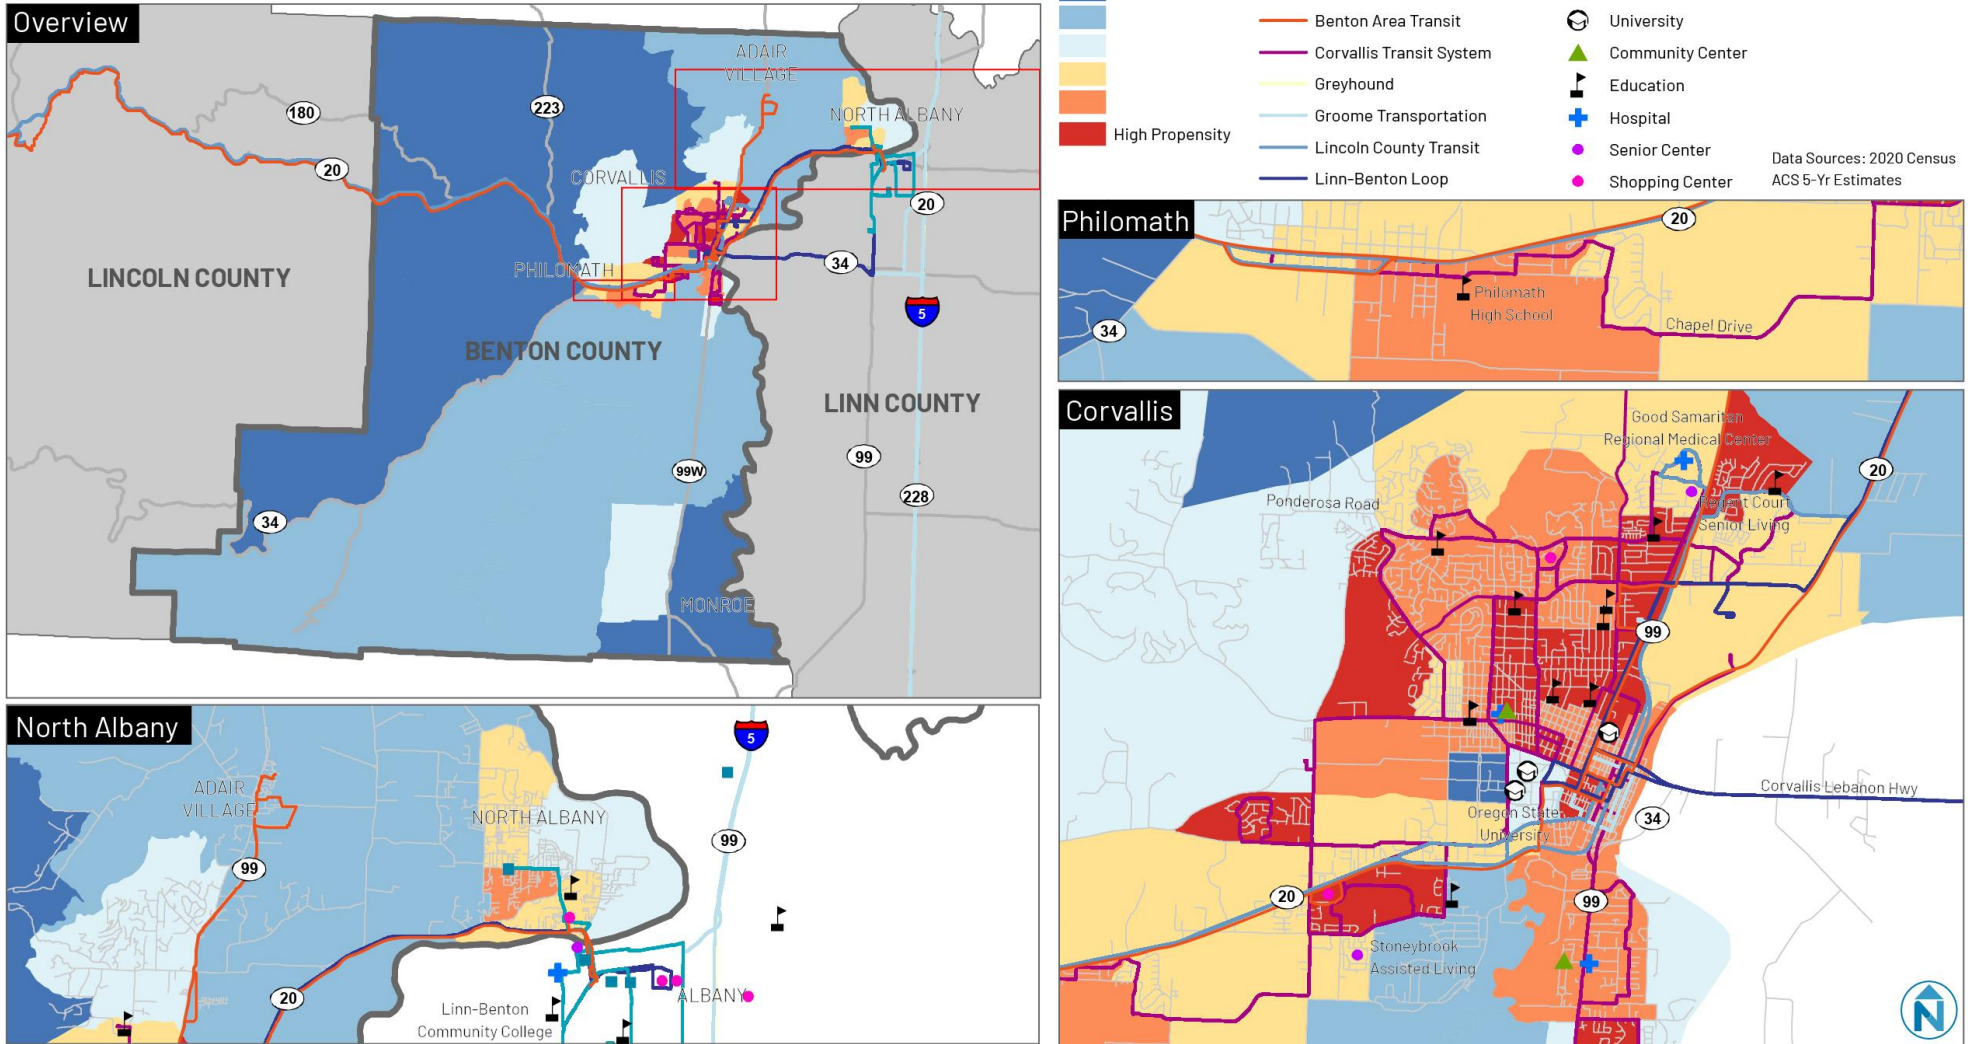 Overview
ADAIR
VILLAGE
NORTH ALBANY
180
223
20
CORVALLIS
20
PHILOMATH
34
LINCOLN COUNTY
5
BENTON COUNTY
LINN COUNTY
99
99W
228
34
MONROE
High Propensity
Benton Area Transit
Corvallis Transit System
Greyhound
Groome Transportation
Lincoln County Transit
Linn-Benton Loop
University
Community Center
Education
Hospital
Senior Center
Shopping Center
Data Sources: 2020 Census
ACS 5-Yr Estimates
Philomath
20
Philomath
High School
34
Chapel Drive
Corvallis
Good Samaritan
Regional Medical Center
20
Ponderosa Road
Regent Court
Senior Living
99
Corvallis Lebanon Hwy
Oregon State
University
34
20
99
Stoneybrook
Assisted Living
N
North Albany
5
ADAIR
VILLAGE
NORTH ALBANY
99
99
20
ALBANY
Linn-Benton
Community College